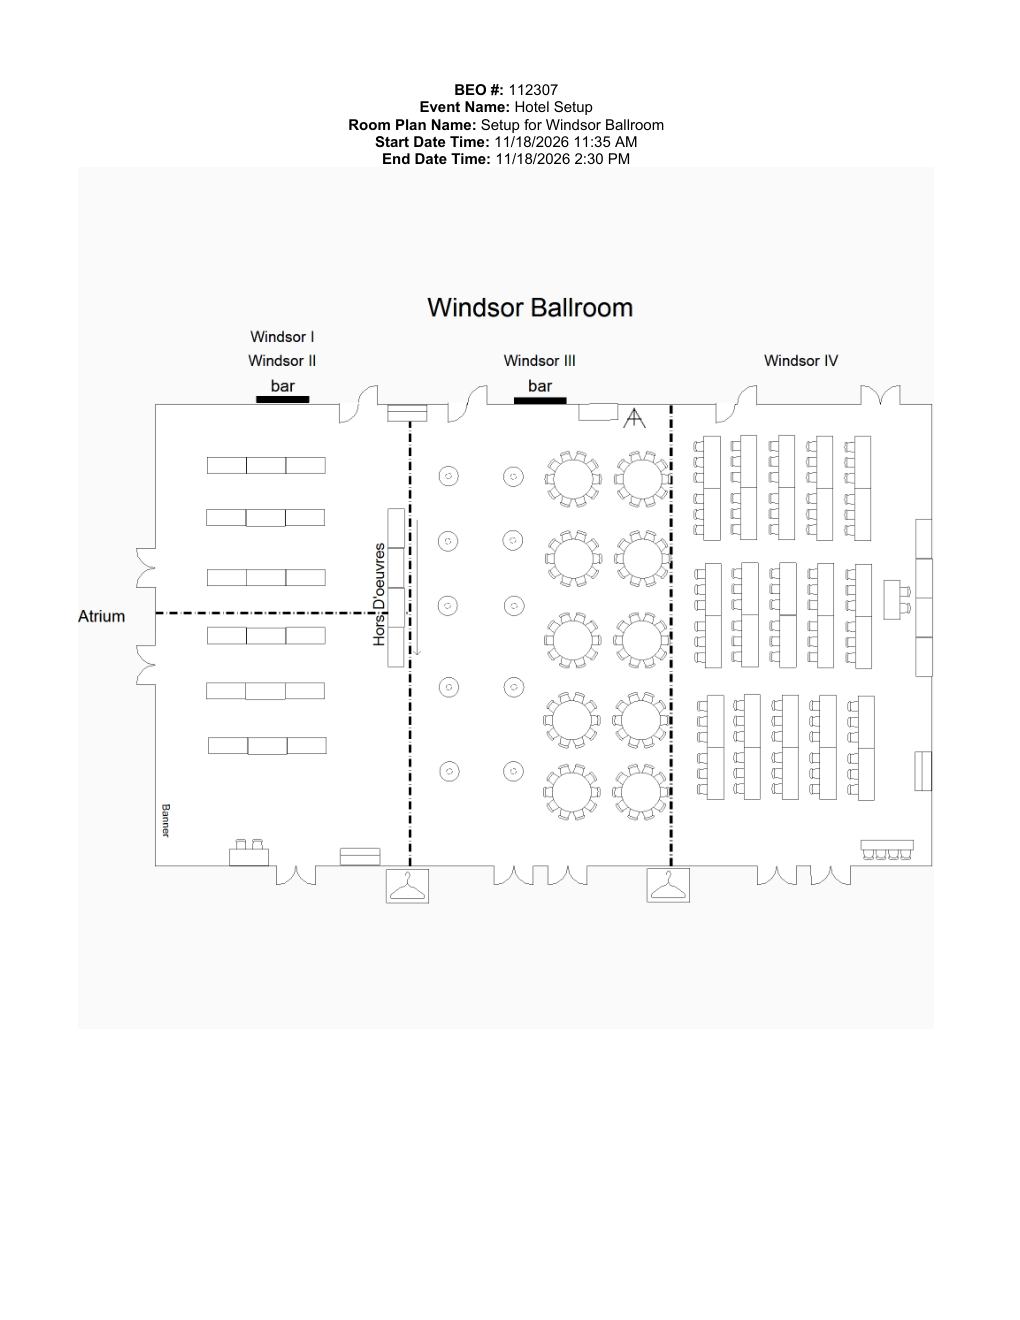 BEO #: 112307
Event Name: Hotel Setup
Room Plan Name: Setup for Windsor Ballroom
Start Date Time: 11/18/2026 11:35 AM
End Date Time: 11/18/2026 2:30 PM
Windsor Ballroom
Windsor I
Windsor II
Windsor III
Windsor IV
bar
bar
Hors D'oeuvres
Atrium
Banner